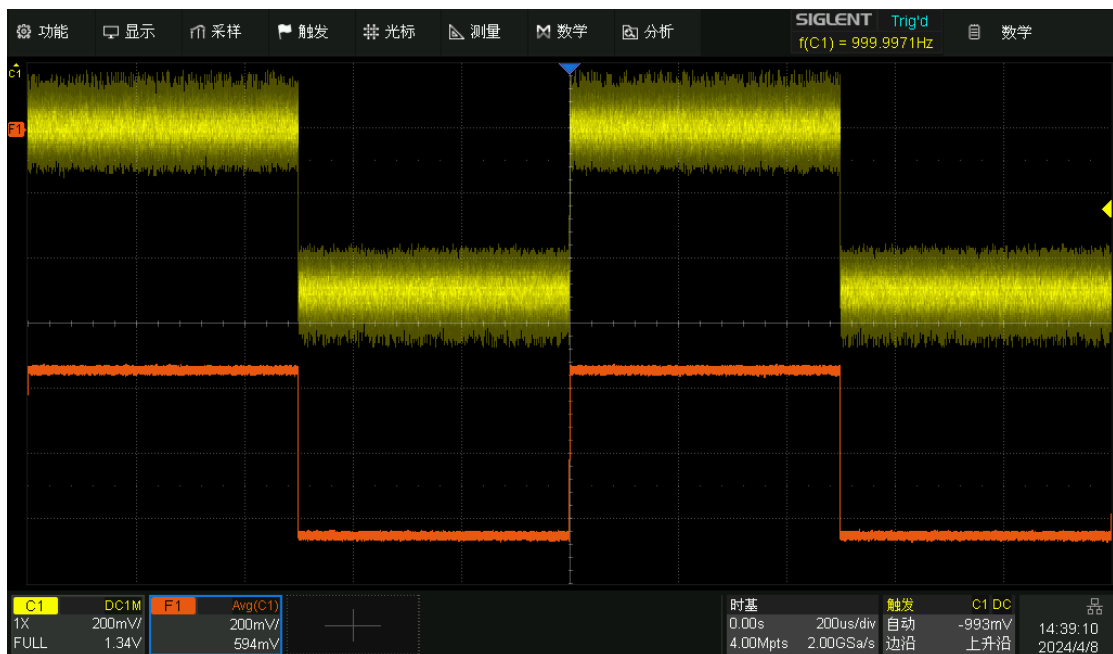 功能 显示 采样 触发 光标 测量 数学 分析 SIGLENT Trig'd 数学
f(C1) = 999.9971Hz
C1
F1
C1 DC1M F1 Avg(C1) 时基 触发 C1 DC
1X 200mV/ 200mV/ 0.00s 200us/div 自动 -993mV
FULL 1.34V 594mV 4.00Mpts 2.00GSa/s 边沿 上升沿
14:39:10
2024/4/8